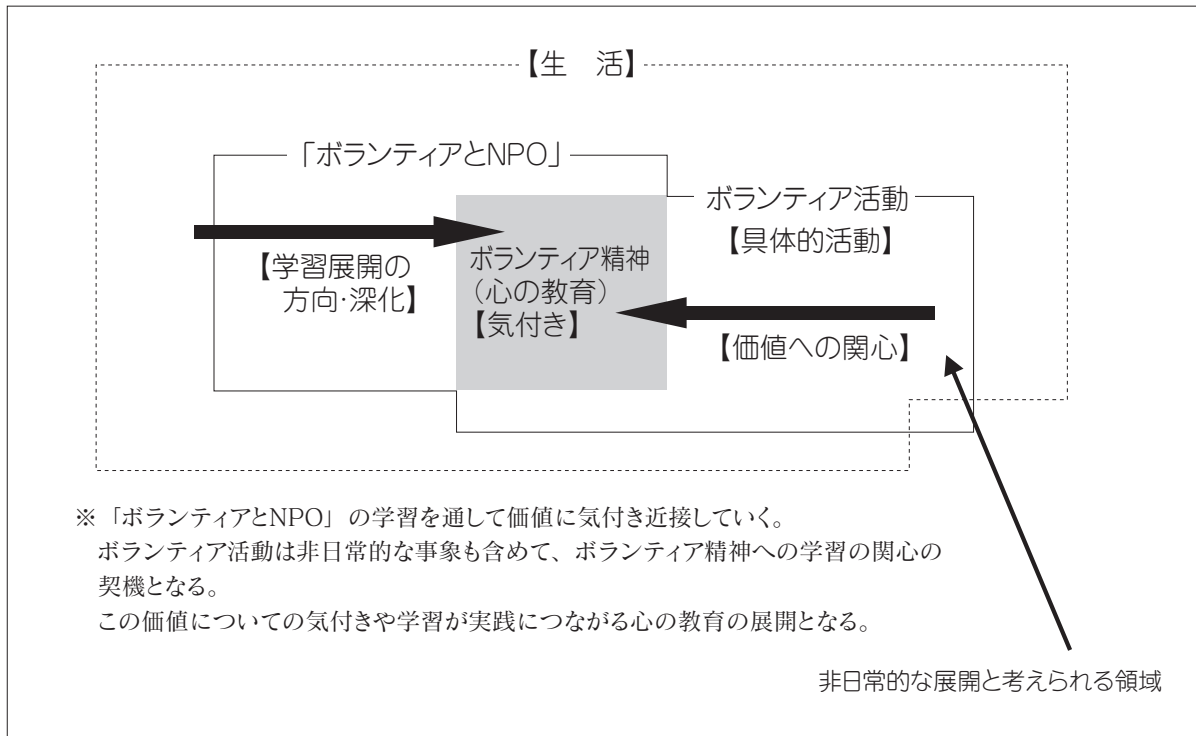 【生　活】
「ボランティアとNPO」
ボランティア活動
【具体的活動】
【学習展開の
方向・深化】
ボランティア精神
（心の教育）
【気付き】
【価値への関心】
※「ボランティアとNPO」の学習を通して価値に気付き近接していく。
ボランティア活動は非日常的な事象も含めて、ボランティア精神への学習の関心の
契機となる。
この価値についての気付きや学習が実践につながる心の教育の展開となる。
非日常的な展開と考えられる領域